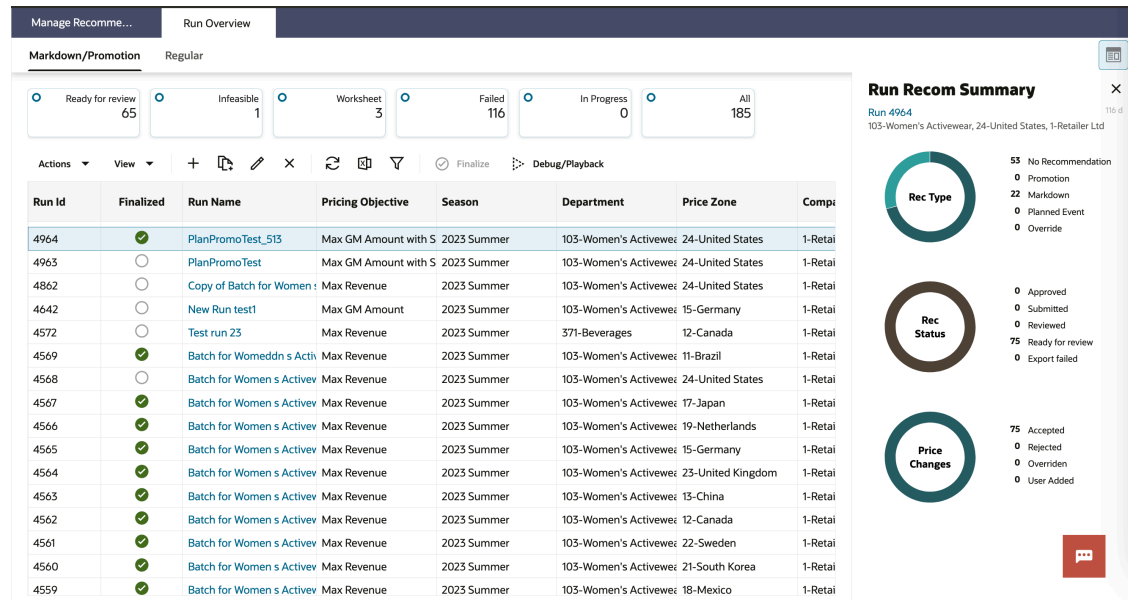 Manage Recomme... Run Overview
Markdown/Promotion Regular
Ready for review 65
Infeasible 1
Worksheet 3
Failed 116
In Progress 0
All 185
Actions View Finalize Debug/Playback
Run Id Finalized Run Name Pricing Objective Season Department Price Zone Compa
4964 PlanPromoTest_513 Max GM Amount with S 2023 Summer 103-Women's Activewea 24-United States 1-Retai
4963 PlanPromoTest Max GM Amount with S 2023 Summer 103-Women's Activewea 24-United States 1-Retai
4862 Copy of Batch for Women s Max Revenue 2023 Summer 103-Women's Activewea 24-United States 1-Retai
4642 New Run test1 Max GM Amount 2023 Summer 103-Women's Activewea 15-Germany 1-Retai
4572 Test run 23 Max Revenue 2023 Summer 371-Beverages 12-Canada 1-Retai
4569 Batch for Womeddn s Activ Max Revenue 2023 Summer 103-Women's Activewea 11-Brazil 1-Retai
4568 Batch for Women s Activew Max Revenue 2023 Summer 103-Women's Activewea 24-United States 1-Retai
4567 Batch for Women s Activew Max Revenue 2023 Summer 103-Women's Activewea 17-Japan 1-Retai
4566 Batch for Women s Activew Max Revenue 2023 Summer 103-Women's Activewea 19-Netherlands 1-Retai
4565 Batch for Women s Activew Max Revenue 2023 Summer 103-Women's Activewea 15-Germany 1-Retai
4564 Batch for Women s Activew Max Revenue 2023 Summer 103-Women's Activewea 23-United Kingdom 1-Retai
4563 Batch for Women s Activew Max Revenue 2023 Summer 103-Women's Activewea 13-China 1-Retai
4562 Batch for Women s Activew Max Revenue 2023 Summer 103-Women's Activewea 12-Canada 1-Retai
4561 Batch for Women s Activew Max Revenue 2023 Summer 103-Women's Activewea 22-Sweden 1-Retai
4560 Batch for Women s Activew Max Revenue 2023 Summer 103-Women's Activewea 21-South Korea 1-Retai
4559 Batch for Women s Activew Max Revenue 2023 Summer 103-Women's Activewea 18-Mexico 1-Retai
Run Recom Summary
Run 4964 116 d
103-Women's Activewear, 24-United States, 1-Retailer Ltd
Rec Type
53 No Recommendation
0 Promotion
22 Markdown
0 Planned Event
0 Override
Rec
Status
0 Approved
0 Submitted
0 Reviewed
75 Ready for review
0 Export failed
Price
Changes
75 Accepted
0 Rejected
0 Overriden
0 User Added